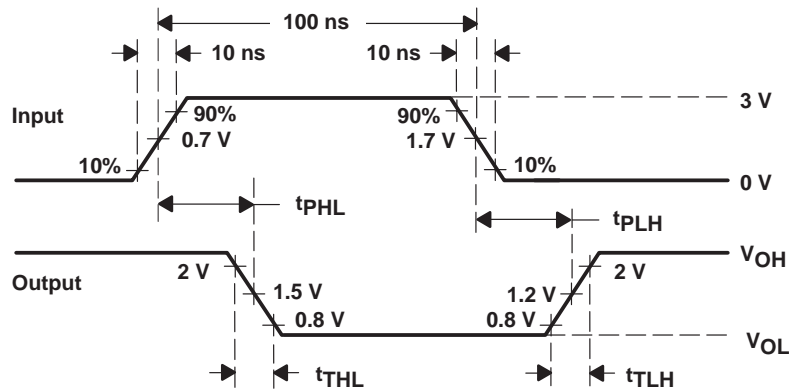 100 ns
10 ns 10 ns
Input 90% 90% 3 V
0.7 V 1.7 V
10% 10% 0 V
tPHL tPLH
Output 2 V 2 V VOH
1.5 V 1.2 V
0.8 V 0.8 V
VOL
tTHL tTLH